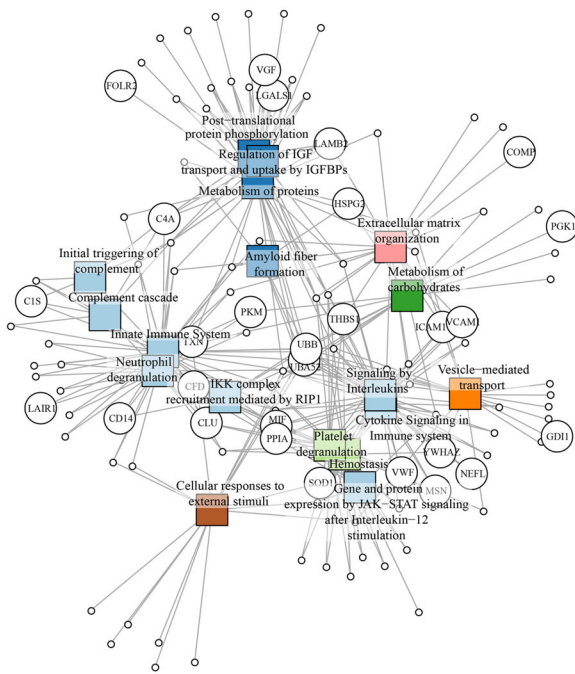 VGF
FOLR2
LGALS1
Post−translational
protein phosphorylation
LAMB2
Regulation of IGF
transport and uptake by IGFBPs
COMP
Metabolism of proteins
HSPG2
C4A
Extracellular matrix
organization
PGK1
Initial triggering of
complement
Amyloid fiber
formation
Metabolism of
carbohydrates
Complement cascade
C1S
PKM
THBS1
ICAM1
VCAM1
Innate Immune System
TXN
UBB
UBA52
Neutrophil
degranulation
Signaling by
Interleukins
Vesicle−mediated
transport
CFD
IKK complex
recruitment mediated by RIP1
LAIR1
CD14
CLU
MIF
PPIA
Cytokine Signaling in
Immune system
GDI1
Platelet
degranulation
YWHAZ
Hemostasis
VWF
NEFL
Cellular responses to
external stimuli
SOD1
MSN
Gene and protein
expression by JAK−STAT signaling
after Interleukin−12
stimulation